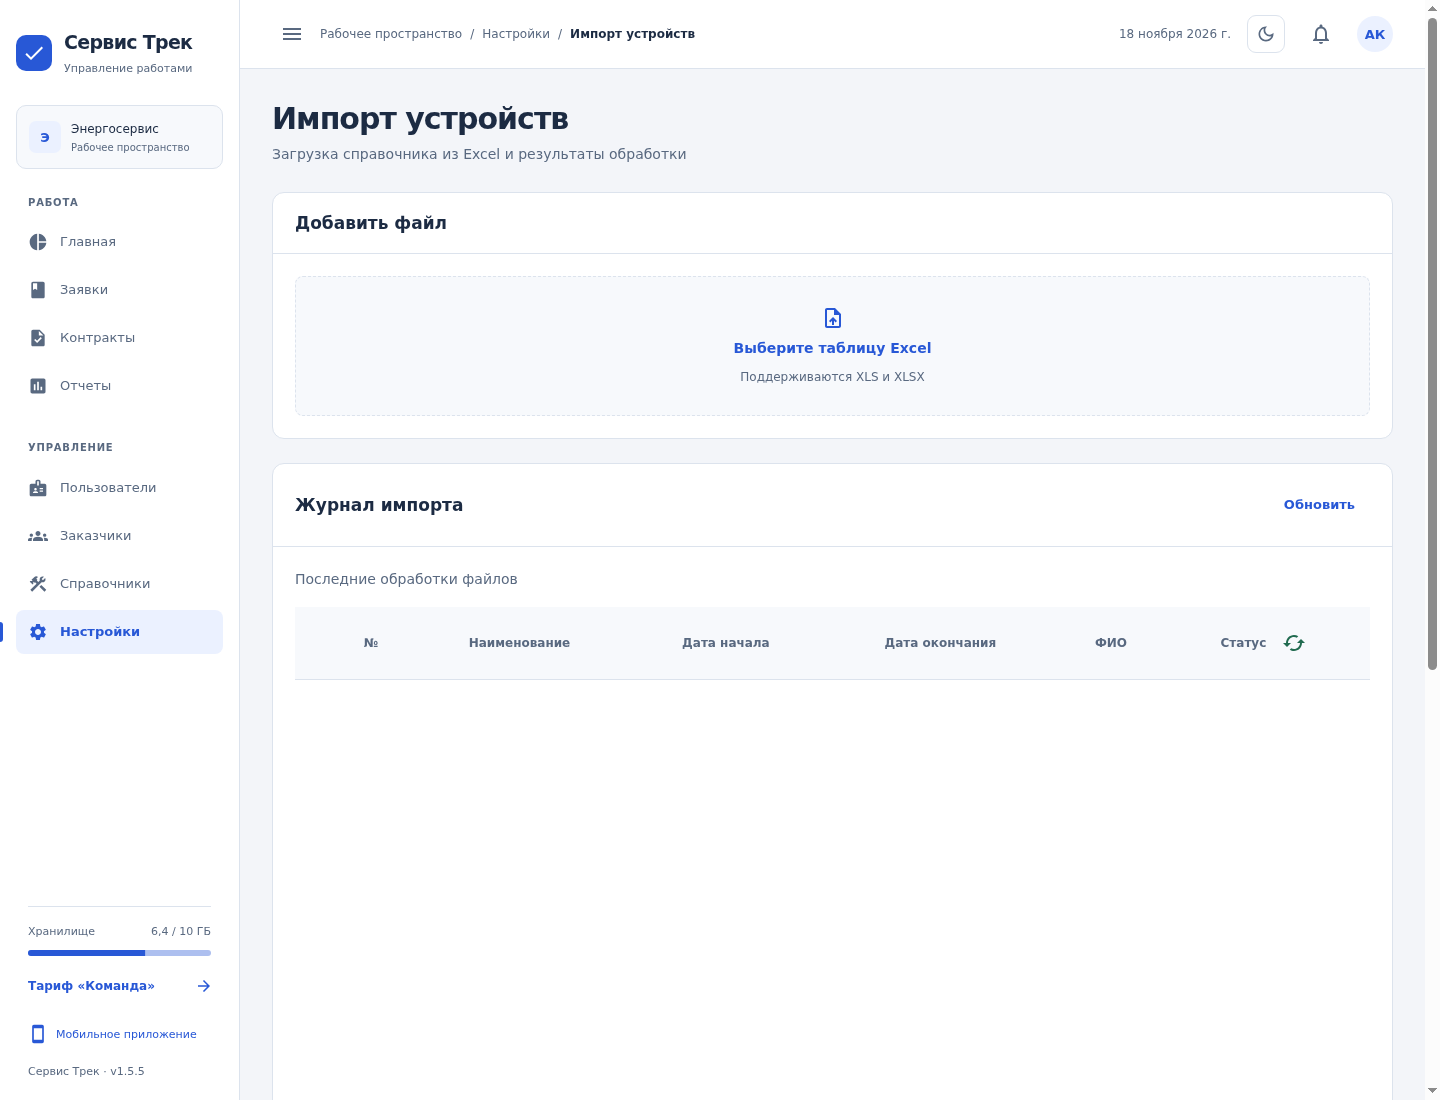 Сервис Трек
Управление работами
Э
Энергосервис
Рабочее пространство
РАБОТА
Главная
Заявки
Контракты
Отчеты
УПРАВЛЕНИЕ
Пользователи
Заказчики
Справочники
Настройки
Хранилище 6,4 / 10 ГБ
Тариф «Команда»
Мобильное приложение
Сервис Трек · v1.5.5
Рабочее пространство / Настройки / Импорт устройств
18 ноября 2026 г.
АК
Импорт устройств
Загрузка справочника из Excel и результаты обработки
Добавить файл
Выберите таблицу Excel
Поддерживаются XLS и XLSX
Журнал импорта
Обновить
Последние обработки файлов
№ Наименование Дата начала Дата окончания ФИО Статус